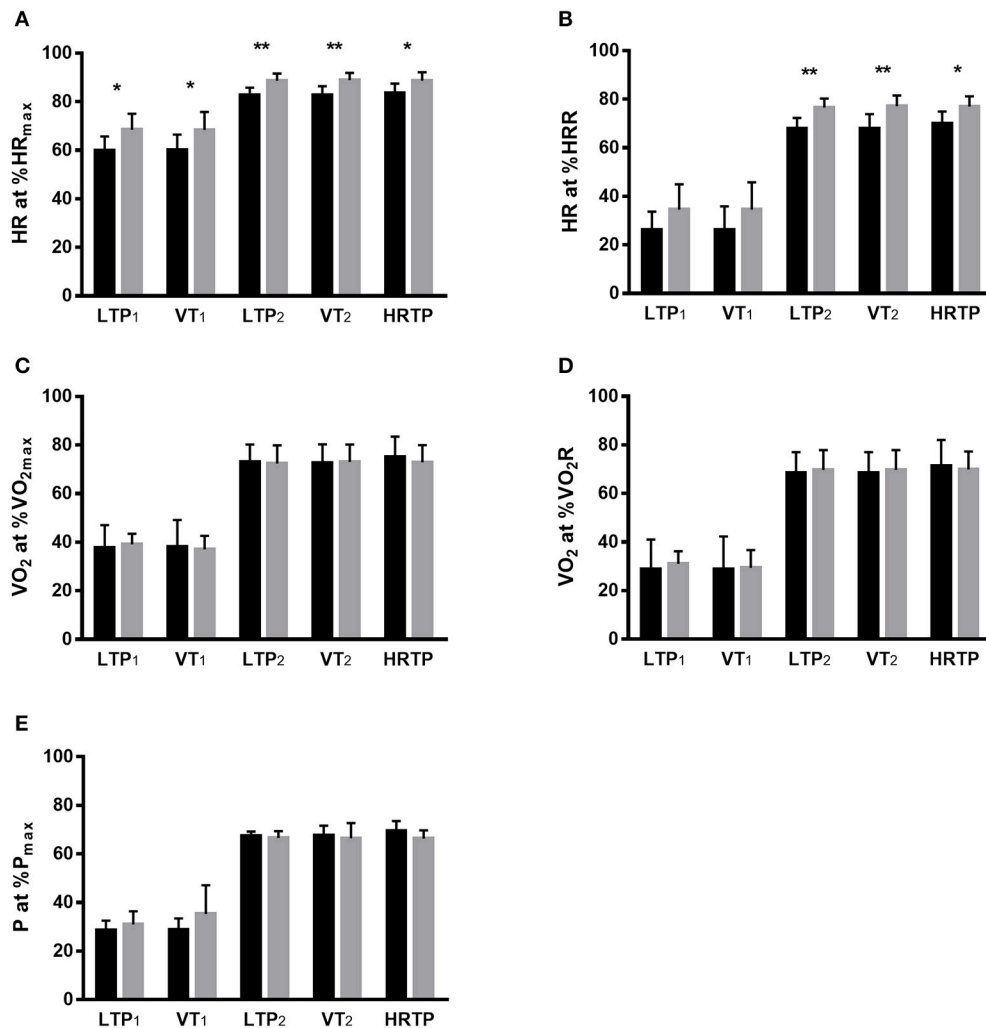 A
HR at %HRmax
100
80
60
40
20
0
* * ** ** *
LTP1 VT1 LTP2 VT2 HRTP
B
HR at %HRR
100
80
60
40
20
0
** ** *
LTP1 VT1 LTP2 VT2 HRTP
C
VO2 at %VO2max
100
80
60
40
20
0
LTP1 VT1 LTP2 VT2 HRTP
D
VO2 at %VO2R
100
80
60
40
20
0
LTP1 VT1 LTP2 VT2 HRTP
E
P at %Pmax
100
80
60
40
20
0
LTP1 VT1 LTP2 VT2 HRTP